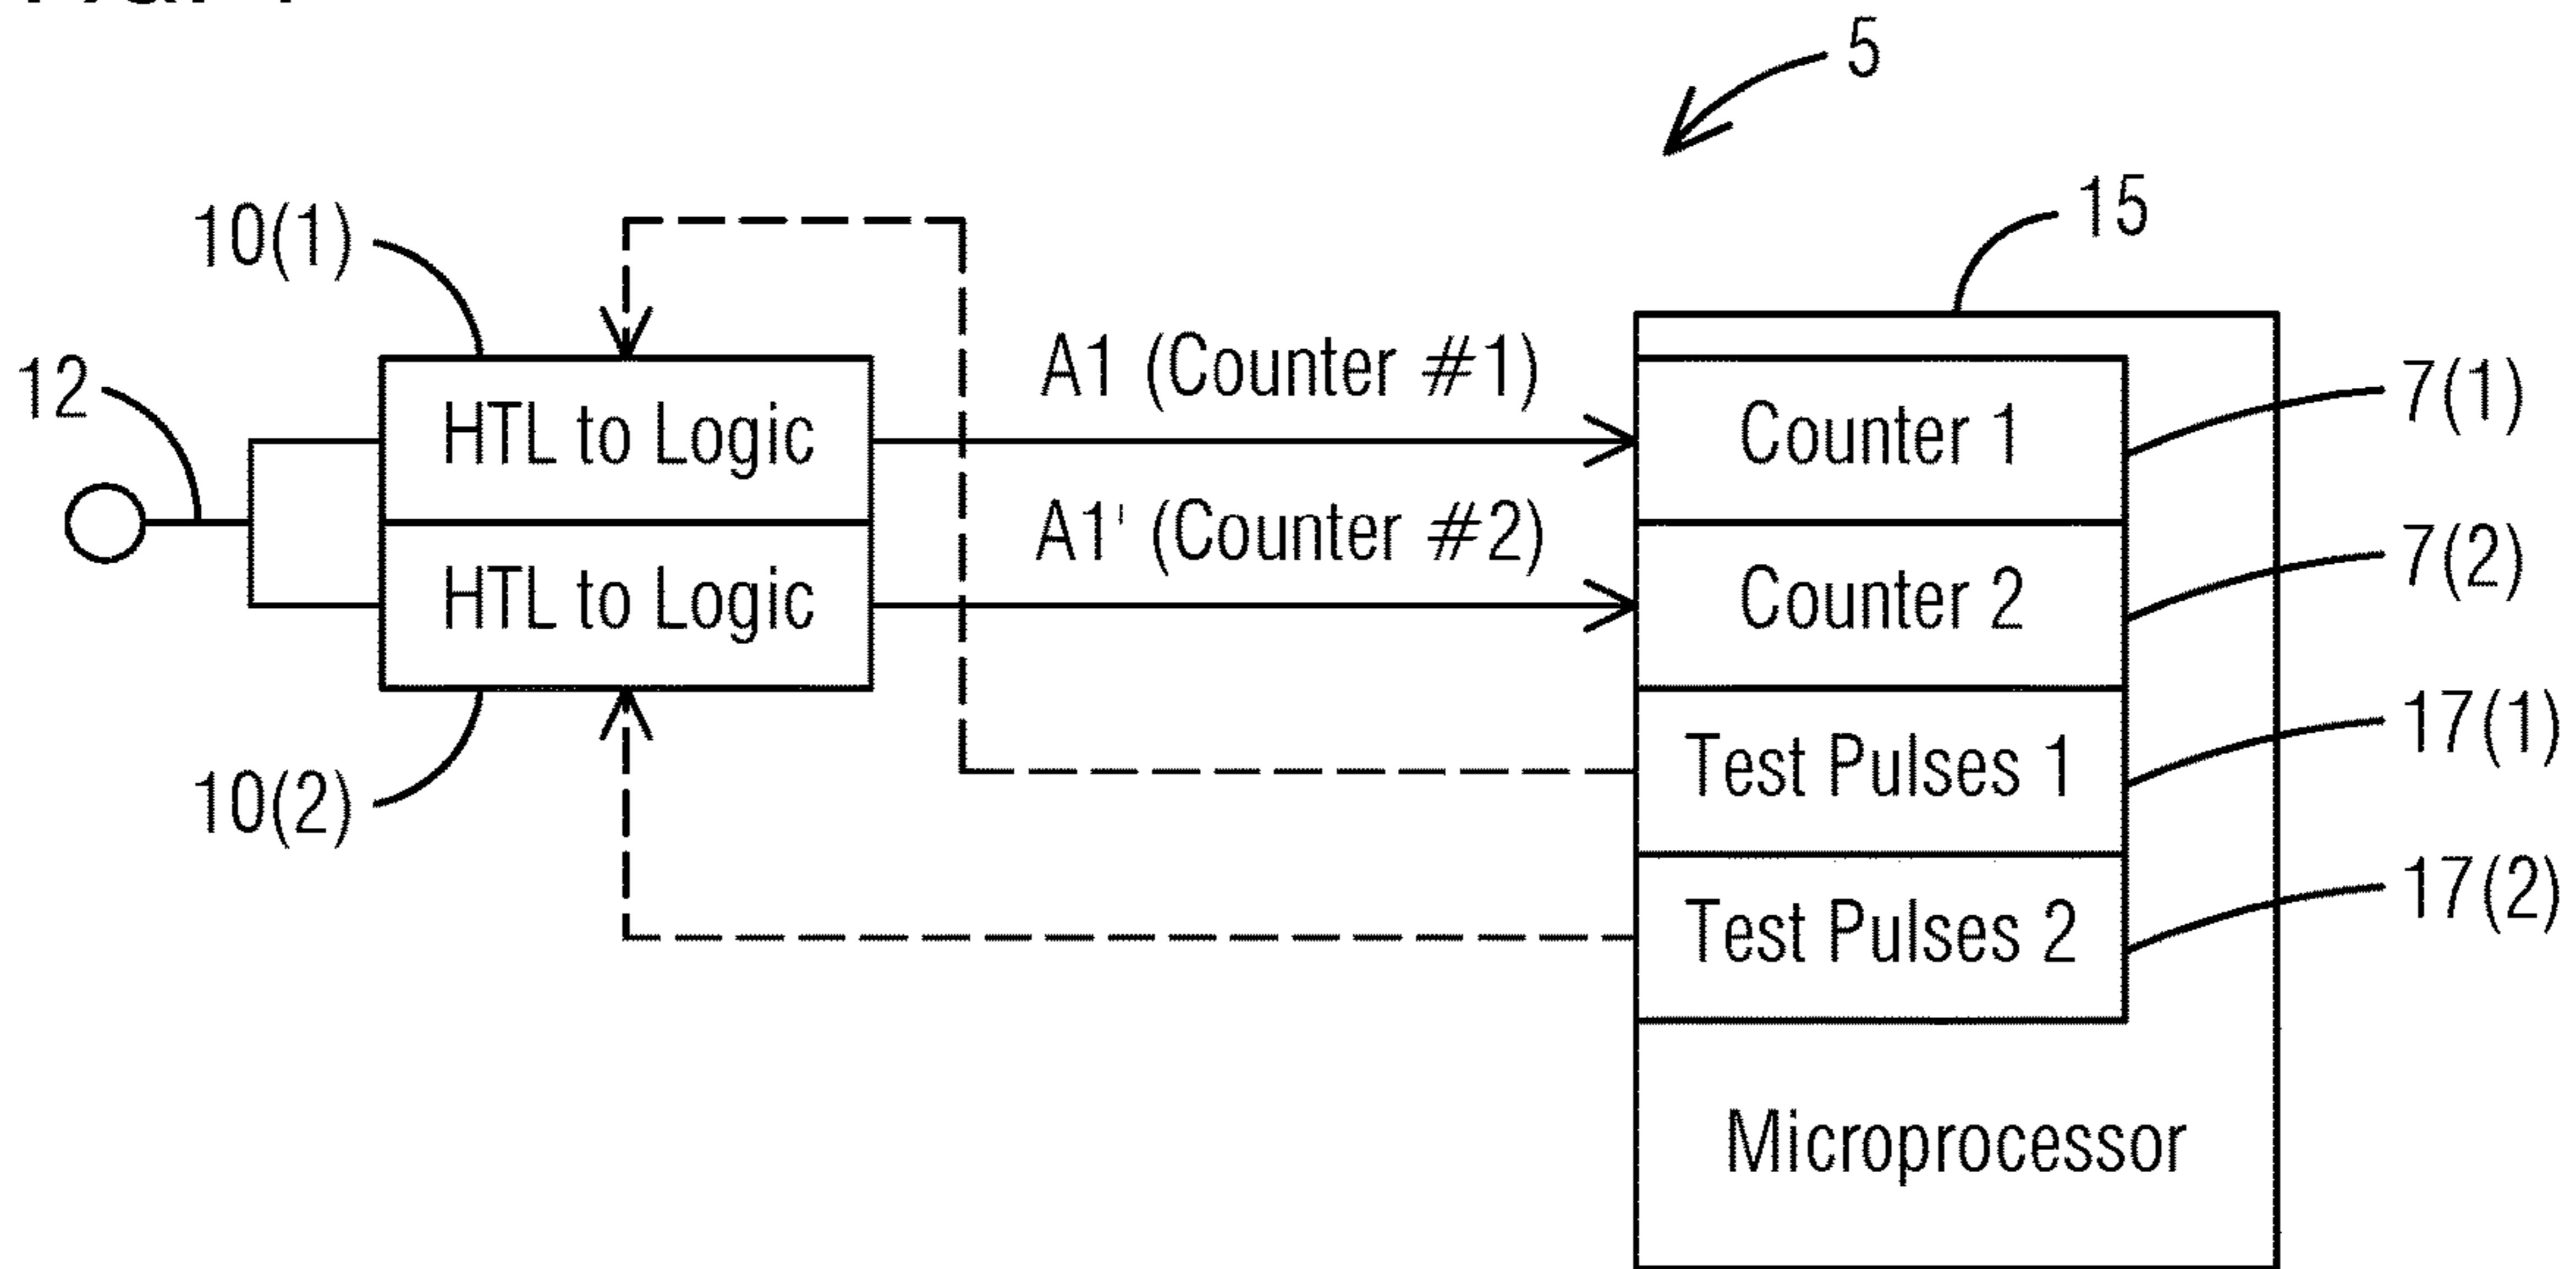 5
15
10(1)
12
A1 (Counter #1)
7(1)
HTL to Logic
Counter 1
A1' (Counter #2)
7(2)
HTL to Logic
Counter 2
17(1)
Test Pulses 1
10(2)
17(2)
Test Pulses 2
Microprocessor